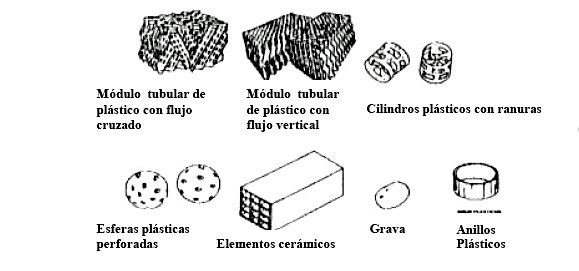 Módulo tubular de
plástico con flujo
cruzado
Módulo tubular
de plástico con
flujo vertical
Cilindros plásticos con ranuras
Esferas plásticas
perforadas
Elementos cerámicos
Grava
Anillos
Plásticos